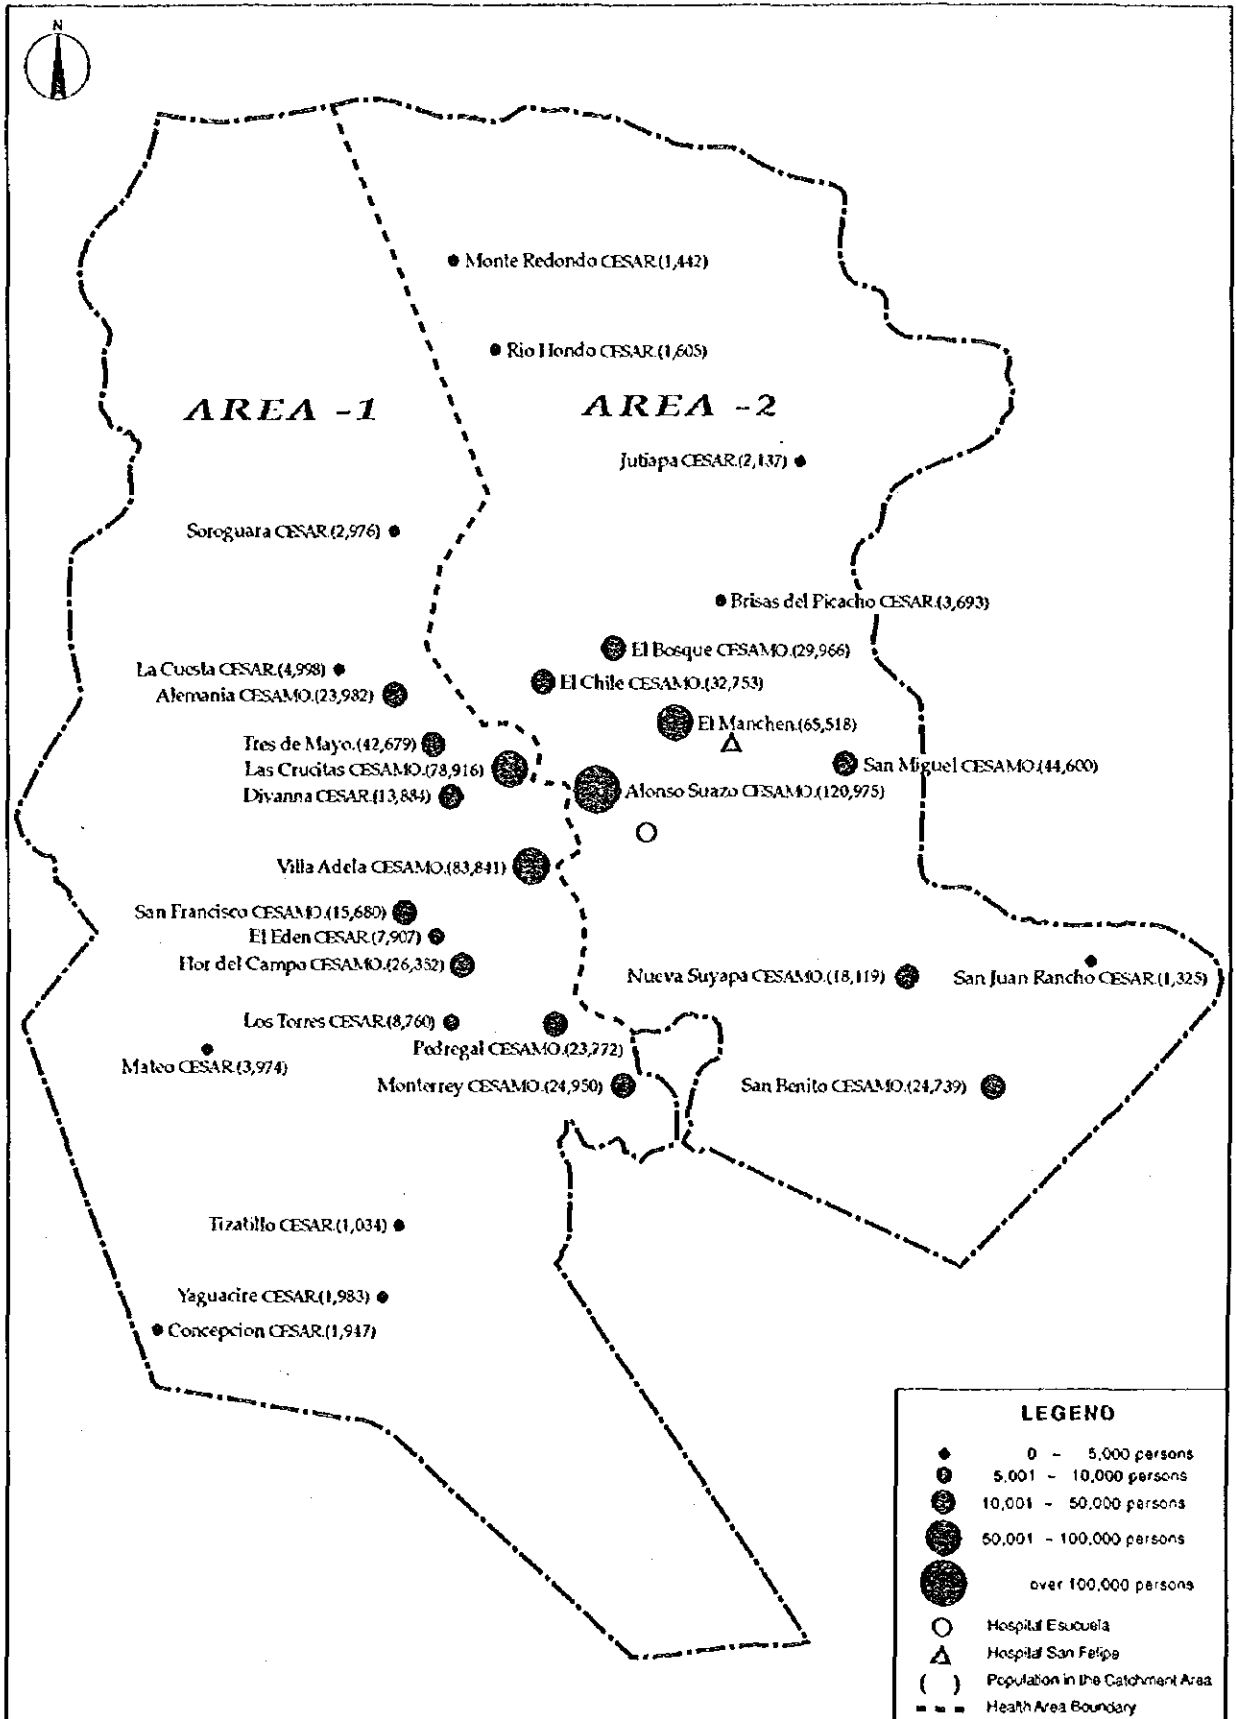 N
Monte Redondo CESAR.(1,442)
Rio Hondo CESAR.(1,605)
AREA -1
AREA -2
Jutiapa CESAR.(2,137)
Soroguara CESAR.(2,976)
Brisas del Picacho CESAR.(3,693)
El Bosque CESAMO.(29,966)
La Cuesla CESAR.(4,998)
El Chile CESAMO.(32,753)
Alemania CESAMO.(23,982)
El Manchen.(65,518)
Tres de Mayo.(42,679)
Las Crucitas CESAMO.(78,916)
San Miguel CESAMO.(44,600)
Divanna CESAR.(13,884)
Alonso Suazo CESAMO.(120,975)
Villa Adela CESAMO.(83,841)
San Francisco CESAMO.(15,680)
El Eden CESAR.(7,907)
Flor del Campo CESAMO.(26,352)
Nueva Suyapa CESAMO.(18,119)
San Juan Rancho CESAR.(1,325)
Los Torres CESAR.(8,760)
Pedregal CESAMO.(23,772)
Mateo CESAR.(3,974)
Monterrey CESAMO.(24,950)
San Benito CESAMO.(24,739)
Tizatillo CESAR.(1,034)
Yaguacire CESAR.(1,983)
Concepcion CESAR.(1,947)
LEGEND
0 - 5,000 persons
5,001 - 10,000 persons
10,001 - 50,000 persons
50,001 - 100,000 persons
over 100,000 persons
Hospital Esucuela
Hospital San Felipe
( ) Population in the Catchment Area
Health Area Boundary